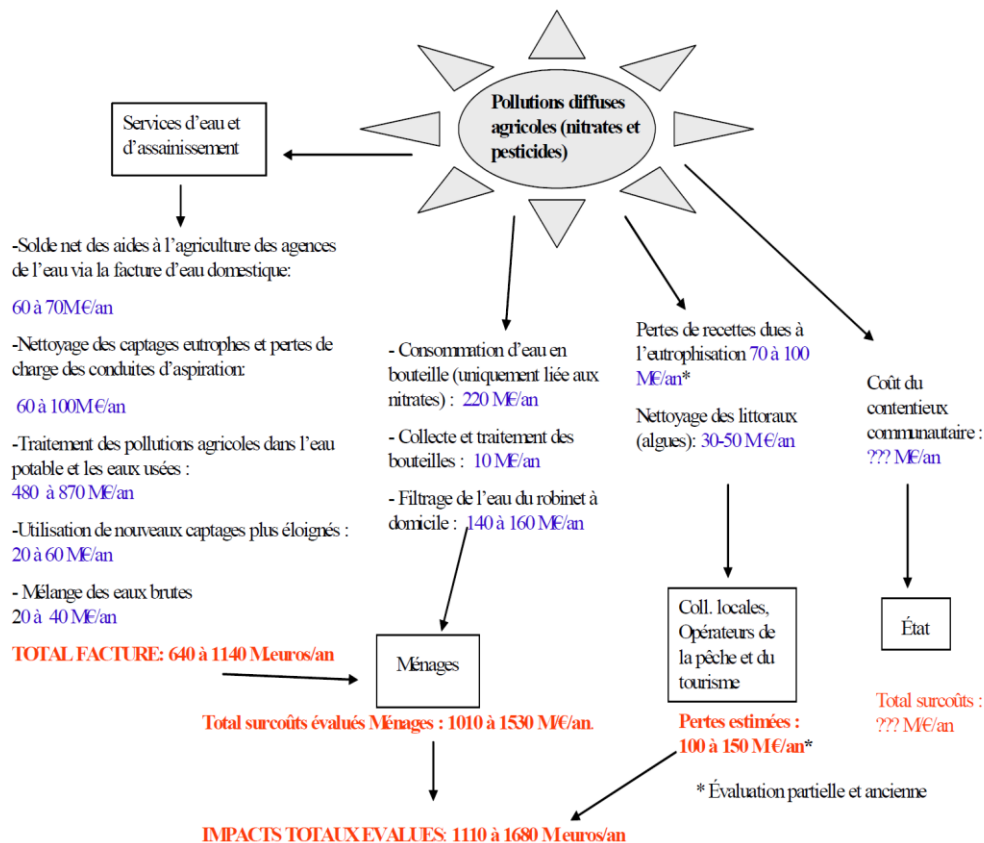 Pollutions diffuses
agricoles (nitrates et
pesticides)
Services d'eau et
d'assainissement
-Solde net des aides à l'agriculture des agences
de l'eau via la facture d'eau domestique:
60 à 70M€/an
-Nettoyage des captages eutrophes et pertes de
charge des conduites d'aspiration:
60 à 100M€/an
-Traitement des pollutions agricoles dans l'eau
potable et les eaux usées :
480 à 870 M€/an
-Utilisation de nouveaux captages plus éloignés :
20 à 60 M€/an
- Mélange des eaux brutes
20 à 40 M€/an
TOTAL FACTURE: 640 à 1140 M.euros/an
- Consommation d'eau en
bouteille (uniquement liée aux
nitrates) : 220 M€/an
- Collecte et traitement des
bouteilles : 10 M€/an
- Filtrage de l'eau du robinet à
domicile : 140 à 160 M€/an
Ménages
Total surcoûts évalués Ménages : 1010 à 1530 M/€/an.
Pertes de recettes dues à
l'eutrophisation 70 à 100
M€/an*
Nettoyage des littoraux
(algues): 30-50 M€/an
Coll. locales,
Opérateurs de
la pêche et du
tourisme
Pertes estimées :
100 à 150 M€/an*
Coût du
contentieux
communautaire :
??? M€/an
État
Total surcoûts :
??? M€/an
* Évaluation partielle et ancienne
IMPACTS TOTAUX EVALUES: 1110 à 1680 M euros/an